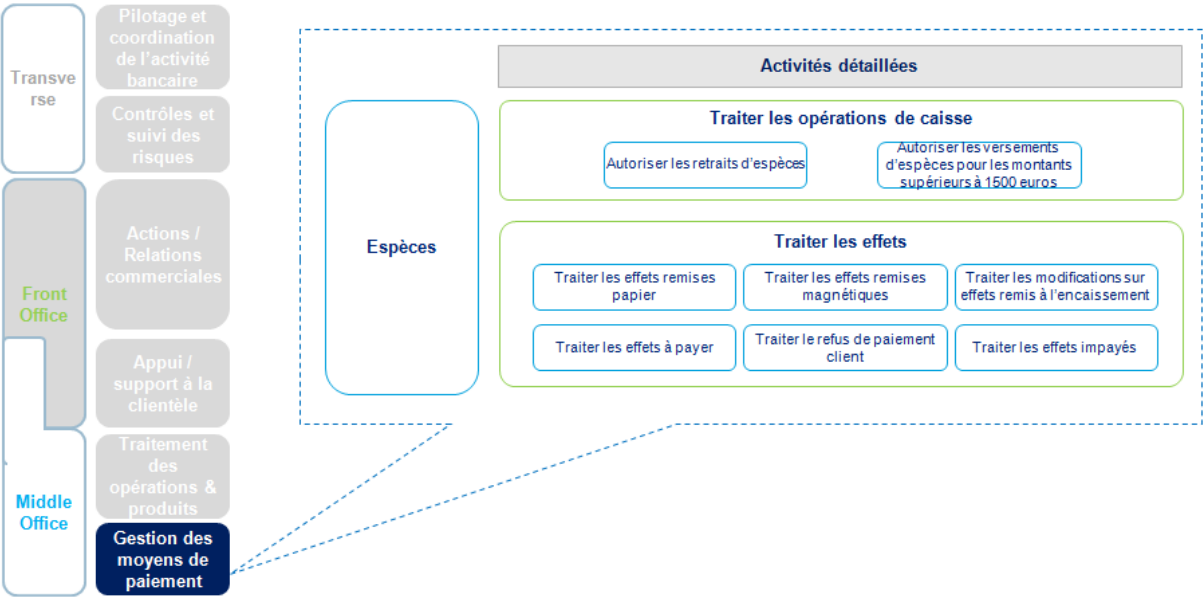 Transve
rse
Front
Office
Middle
Office
Pilotage et
coordination
de l'activité
bancaire
Contrôles et
suivi des
risques
Actions /
Relations
commerciales
Appui /
support à la
clientèle
Traitement
des
opérations &
produits
Gestion des
moyens de
paiement
Espèces
Activités détaillées
Traiter les opérations de caisse
Autoriser les retraits d'espèces
Autoriser les versements
d'espèces pour les montants
supérieurs à 1500 euros
Traiter les effets
Traiter les effets remises
papier
Traiter les effets remises
magnétiques
Traiter les modifications sur
effets remis à l'encaissement
Traiter les effets à payer
Traiter le refus de paiement
client
Traiter les effets impayés